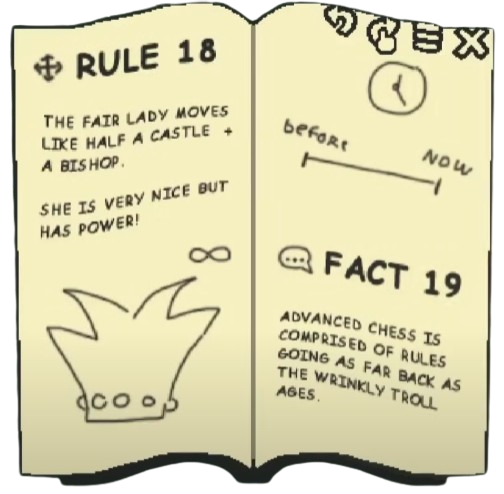 RULE 18
THE FAIR LADY MOVES
LIKE HALF A CASTLE +
A BISHOP.
SHE IS VERY NICE BUT
HAS POWER!
before
NOW
FACT 19
ADVANCED CHESS IS
COMPRISED OF RULES
GOING AS FAR BACK AS
THE WRINKLY TROLL
AGES.